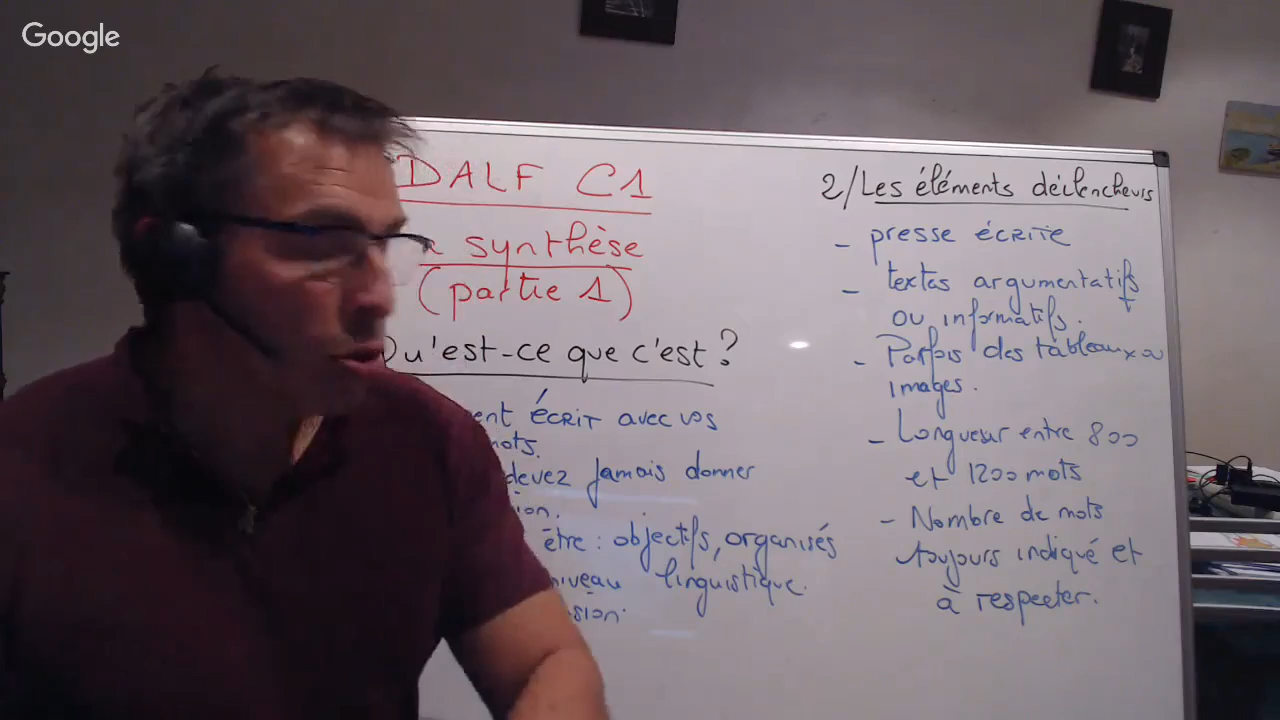 Google
DALF C1
synthèse
(partie 1)
Qu'est-ce que c'est ?
ÉCRIT avec vos
mots.
devez jamais donner
être : objectifs, organisés
niveau linguistique.
2/ Les éléments déclencheurs
- presse ÉCRITE
- textes argumentatifs
ou informatifs.
- Parfois des tableaux ou
images.
- Longueur entre 800
et 1200 mots
- Nombre de mots
toujours indiqué et
à respecter.